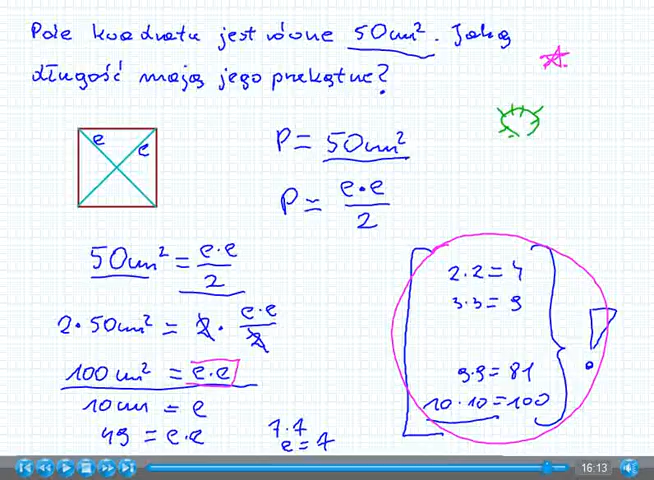 Pole kwadratu jest równe 50cm². Jaką
długość mają jego przekątne?
e e
P = 50cm²
P = e·e/2
50cm² = e·e/2
2·50cm² = 2·e·e/2
100cm² = e·e
10cm = e
49 = e·e
7·7
e = 7
2·2=4
3·3=9
9·9=81
10·10=100
!
16:13